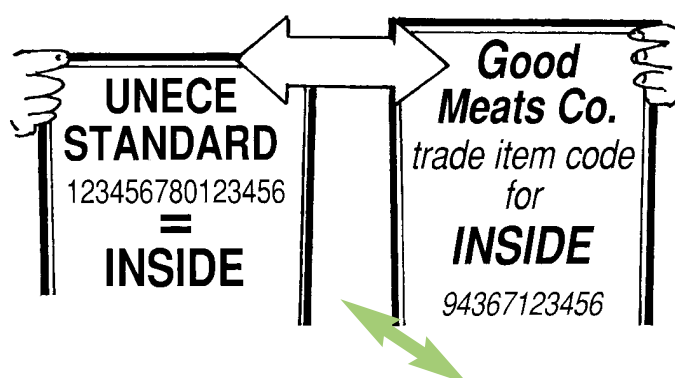 UNECE
STANDARD
123456780123456
=
INSIDE
Good
Meats Co.
trade item code
for
INSIDE
94367123456